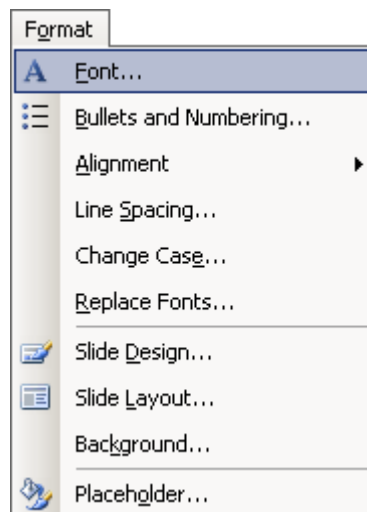 Format
Font...
Bullets and Numbering...
Alignment
Line Spacing...
Change Case...
Replace Fonts...
Slide Design...
Slide Layout...
Background...
Placeholder...